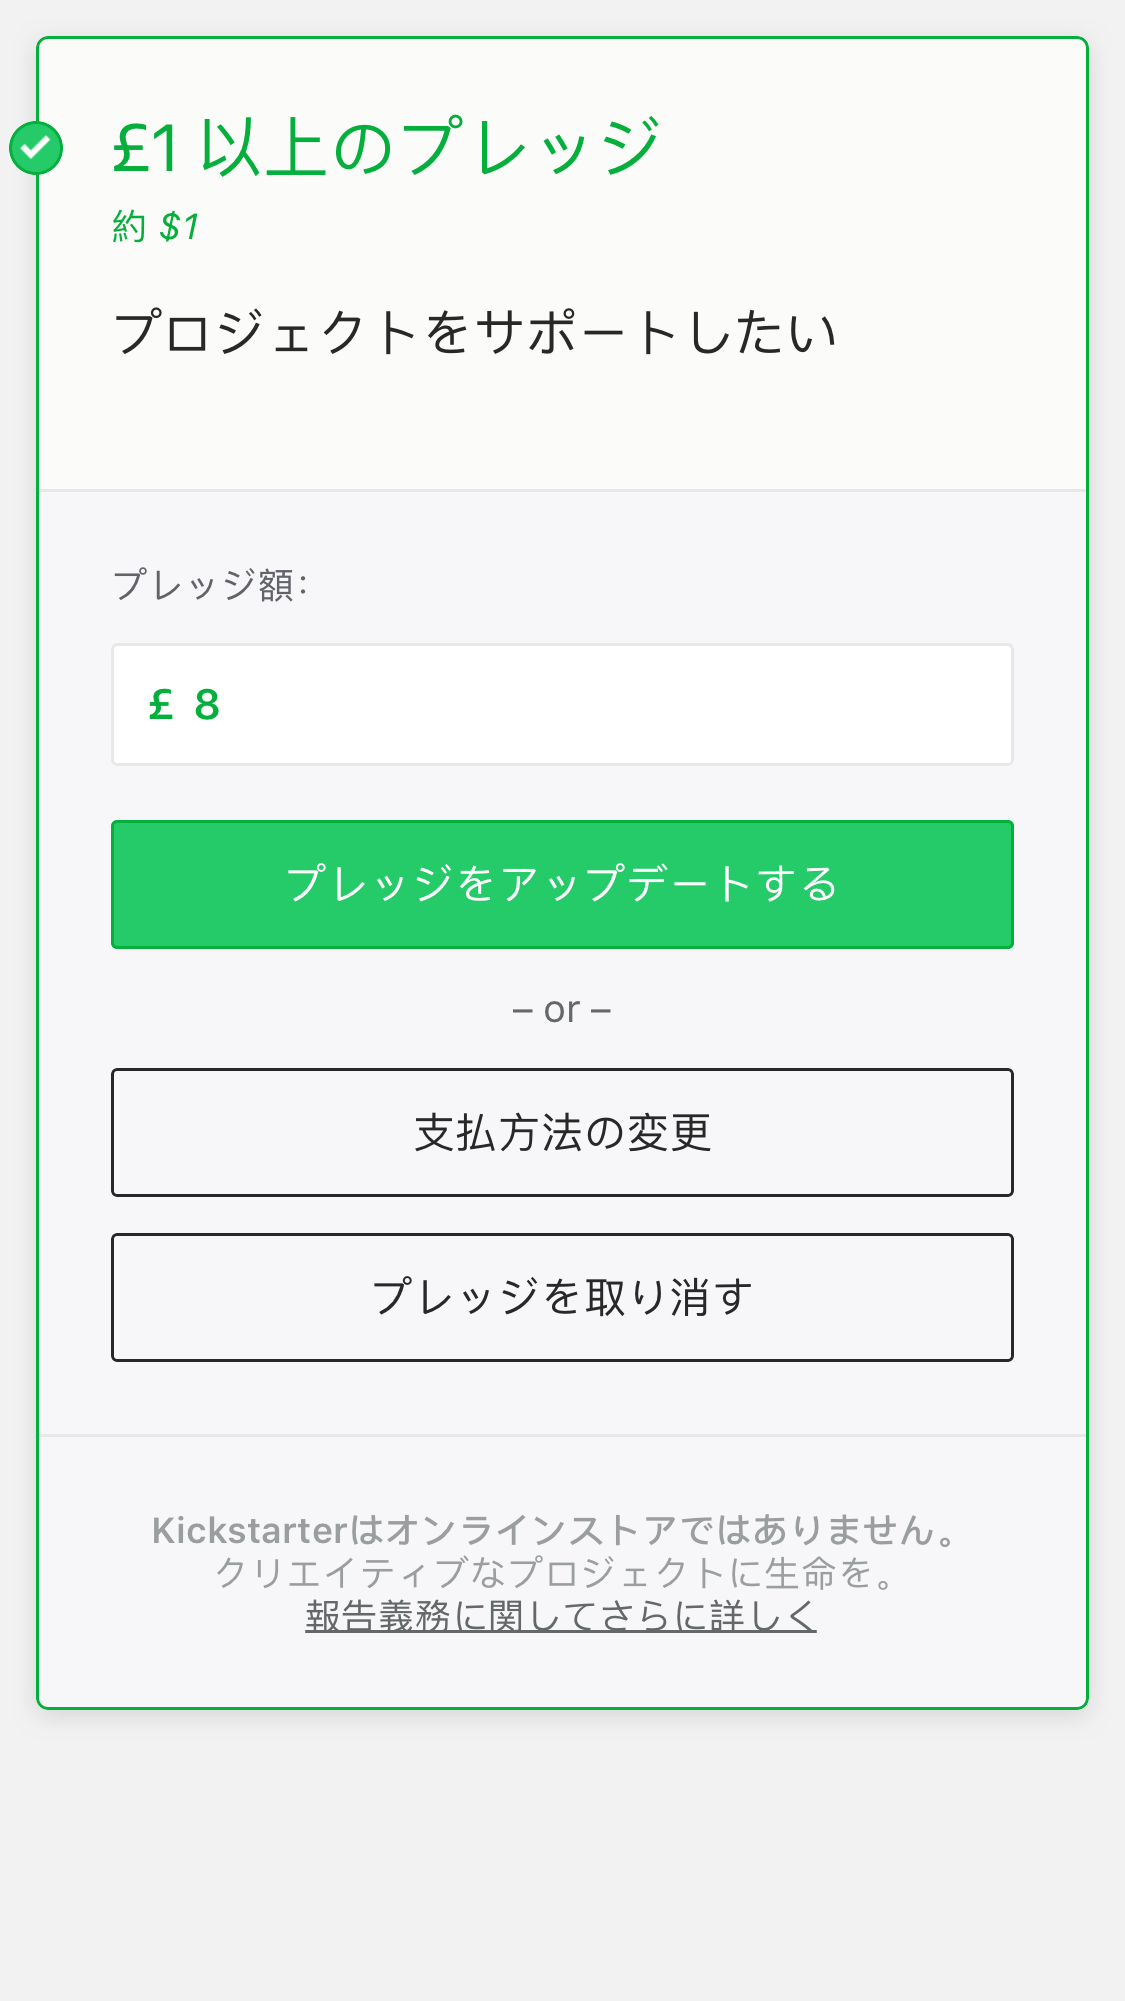 £1 以上のプレッジ
約 $1
プロジェクトをサポートしたい
プレッジ額:
£ 8
プレッジをアップデートする
– or –
支払方法の変更
プレッジを取り消す
Kickstarterはオンラインストアではありません。
クリエイティブなプロジェクトに生命を。
報告義務に関してさらに詳しく